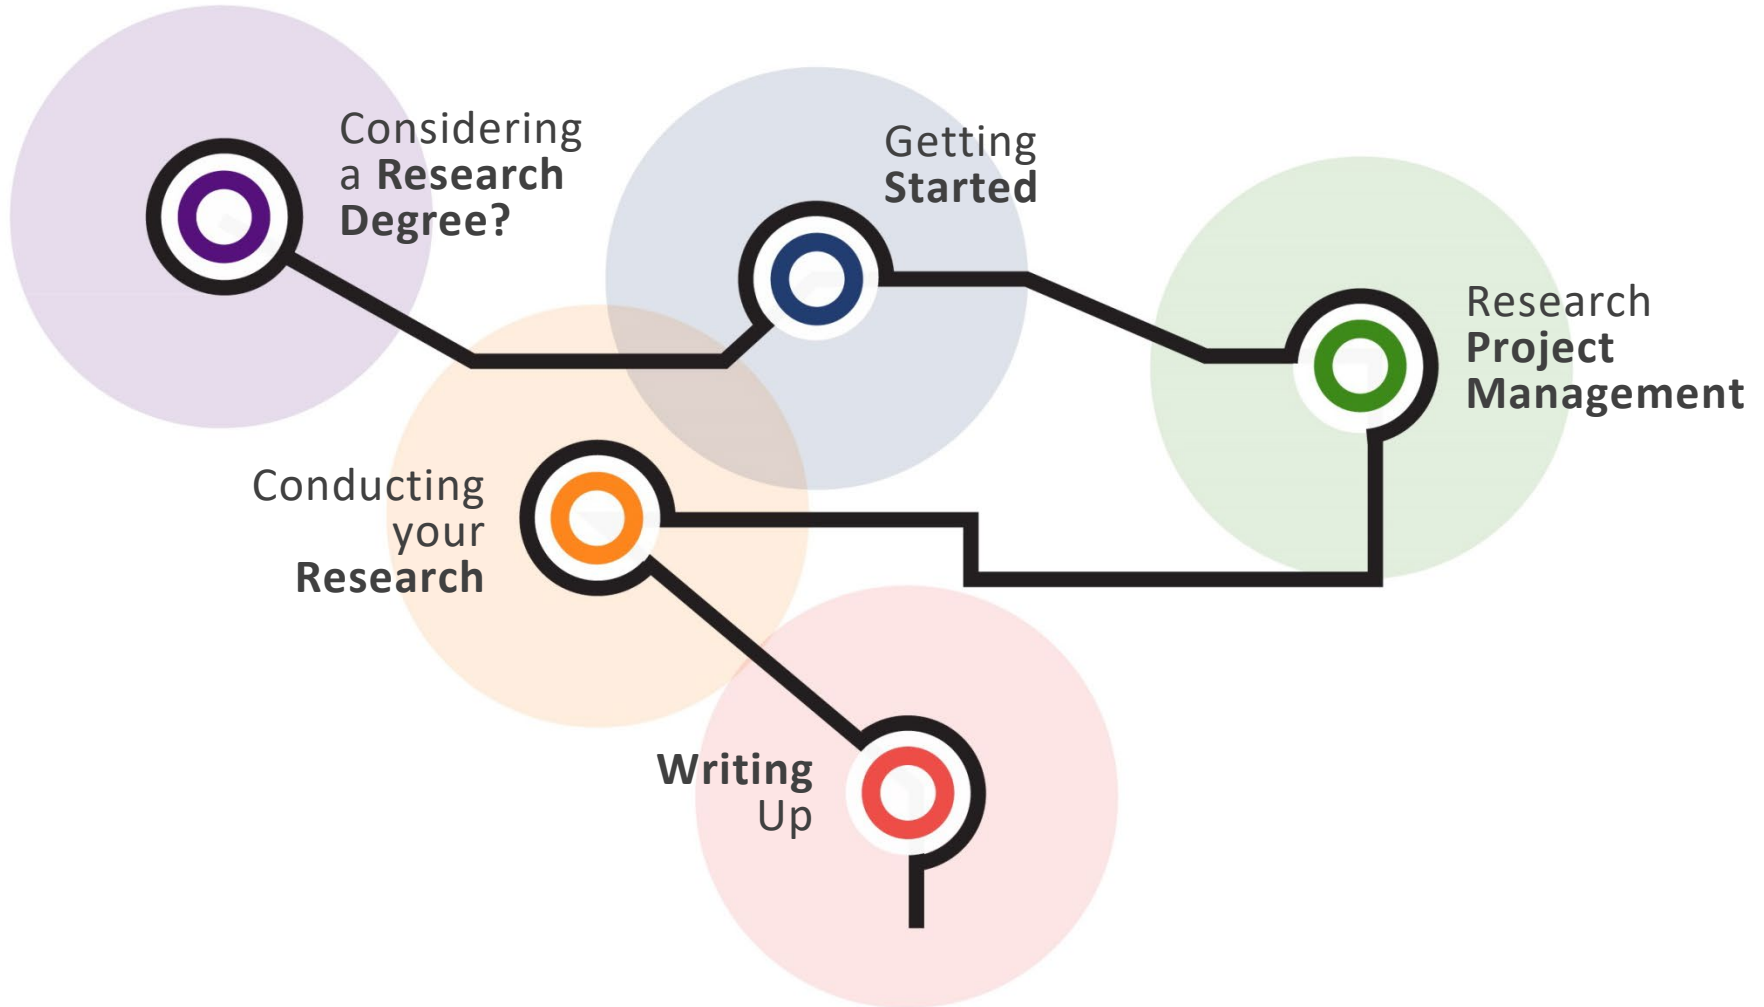 Considering
a Research
Degree?
Getting
Started
Research
Project
Management
Conducting
your
Research
Writing
Up